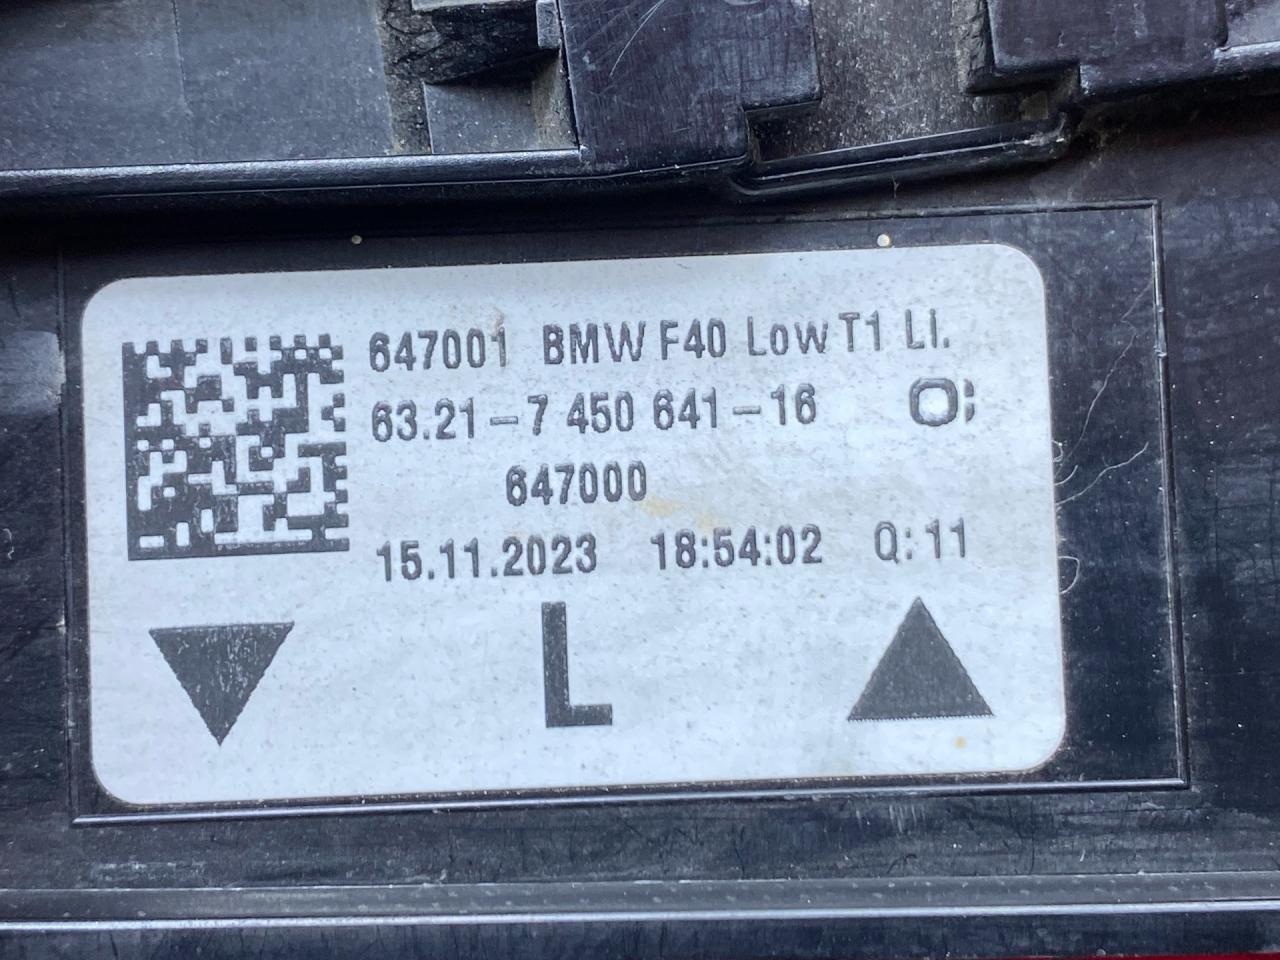 647001 BMW F40 Low T1 Li.
63.21-7 450 641-16 O;
647000
15.11.2023 18:54:02 Q:11
L